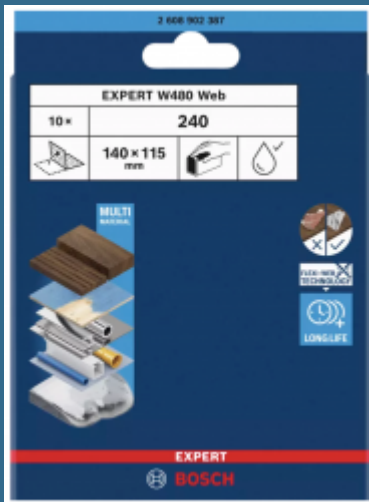 2 608 902 387
EXPERT W480 Web
10× 240
140×115
mm
MULTI
MATERIAL
FLEXI-WEB
TECHNOLOGY
LONG LIFE
EXPERT
BOSCH